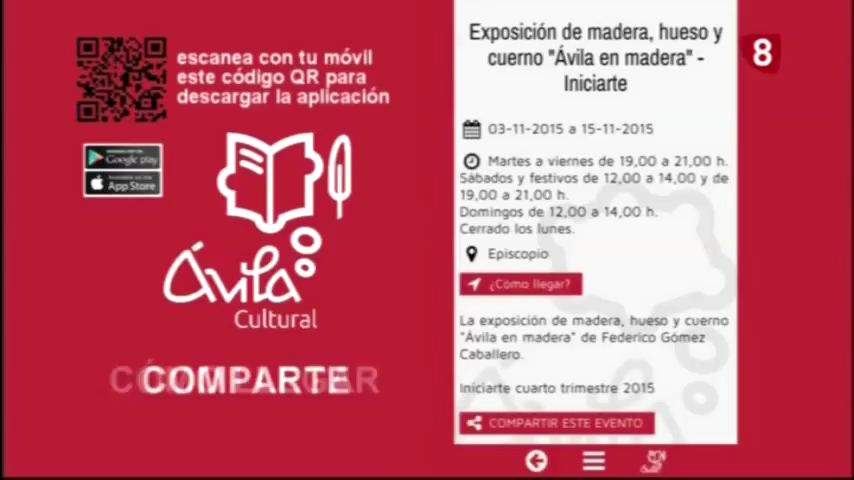 escanea con tu móvil
este código QR para
descargar la aplicación
Google play
App Store
Ávila
Cultural
COMPARTE
Exposición de madera, hueso y
cuerno "Ávila en madera" -
Iniciarte
8
03-11-2015 a 15-11-2015
Martes a viernes de 19,00 a 21,00 h.
Sábados y festivos de 12,00 a 14,00 y de
19,00 a 21,00 h.
Domingos de 12,00 a 14,00 h.
Cerrado los lunes.
Episcopio
¿Cómo llegar?
La exposición de madera, hueso y cuerno
"Ávila en madera" de Federico Gómez
Caballero.
Iniciarte cuarto trimestre 2015
COMPARTIR ESTE EVENTO